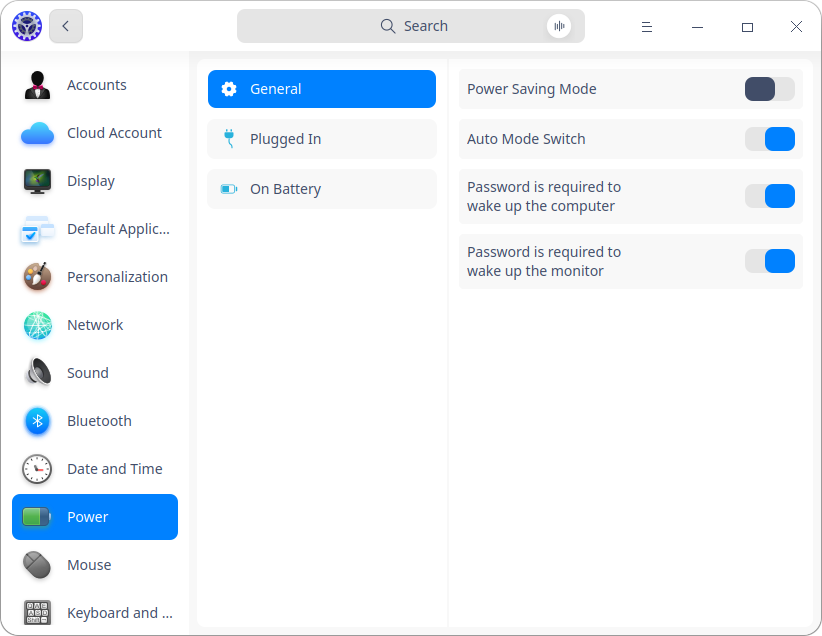 Search
Accounts
Cloud Account
Display
Default Applic...
Personalization
Network
Sound
Bluetooth
Date and Time
Power
Mouse
Keyboard and ...
General
Plugged In
On Battery
Power Saving Mode
Auto Mode Switch
Password is required to
wake up the computer
Password is required to
wake up the monitor